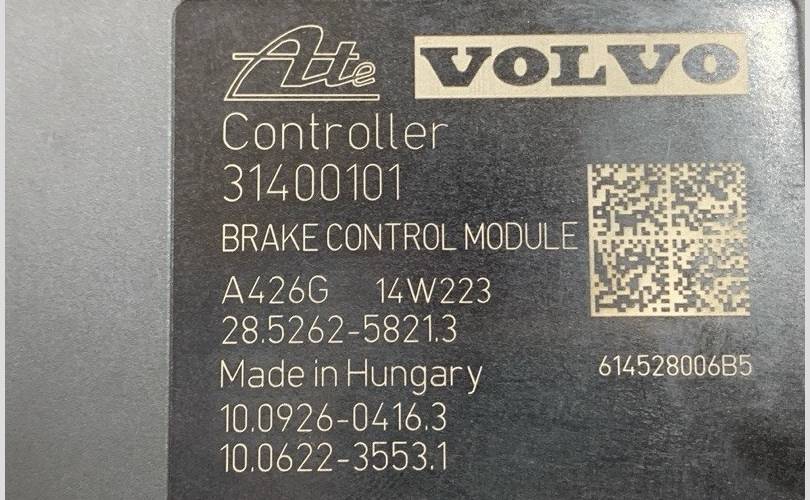 Ate VOLVO
Controller
31400101
BRAKE CONTROL MODULE
A426G 14W223
28.5262-5821.3
Made in Hungary
614528006B5
10.0926-0416.3
10.0622-3553.1